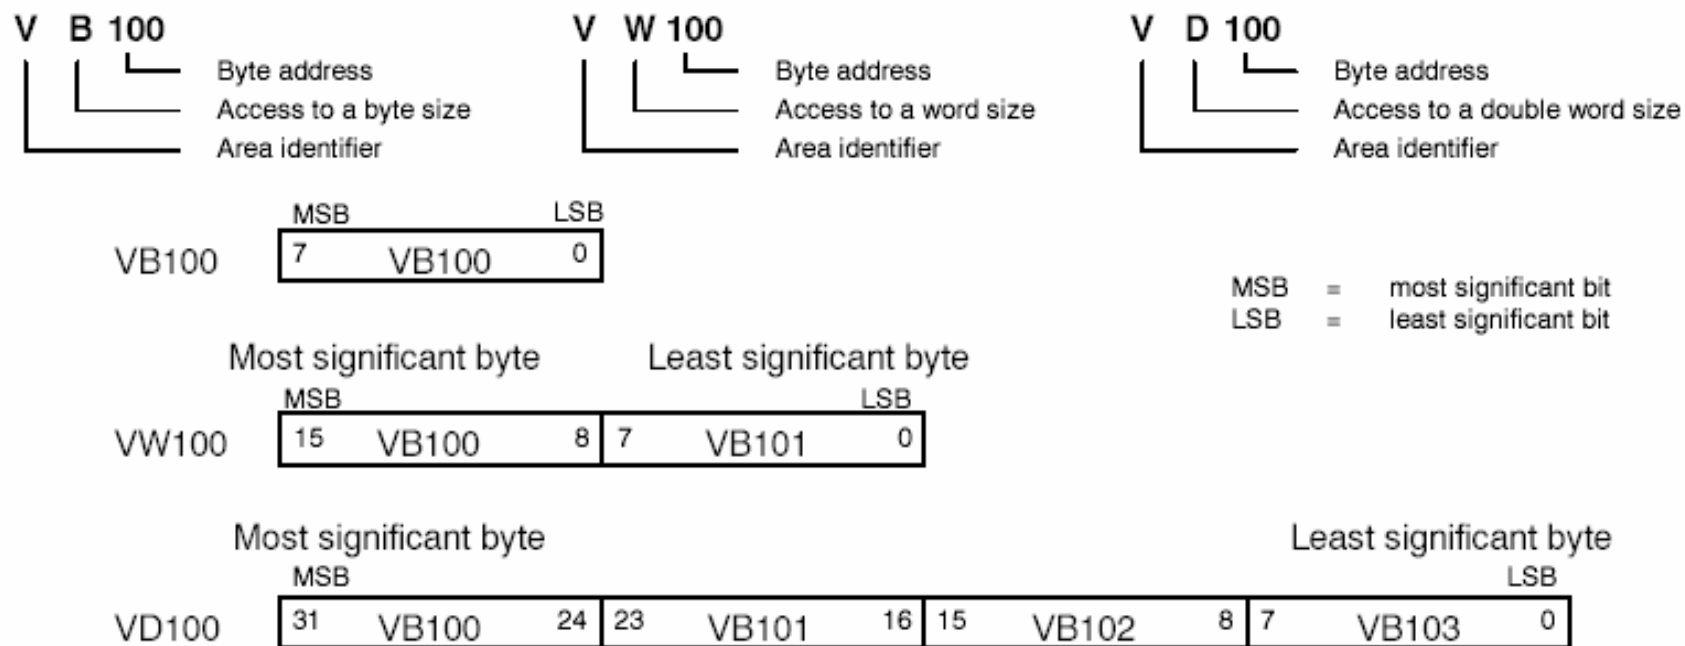 V B 100 V W 100 V D 100
Byte address Byte address Byte address
Access to a byte size Access to a word size Access to a double word size
Area identifier Area identifier Area identifier
MSB LSB
VB100 7 VB100 0
MSB = most significant bit
LSB = least significant bit
Most significant byte Least significant byte
MSB LSB
VW100 15 VB100 8 7 VB101 0
Most significant byte Least significant byte
MSB LSB
VD100 31 VB100 24 23 VB101 16 15 VB102 8 7 VB103 0